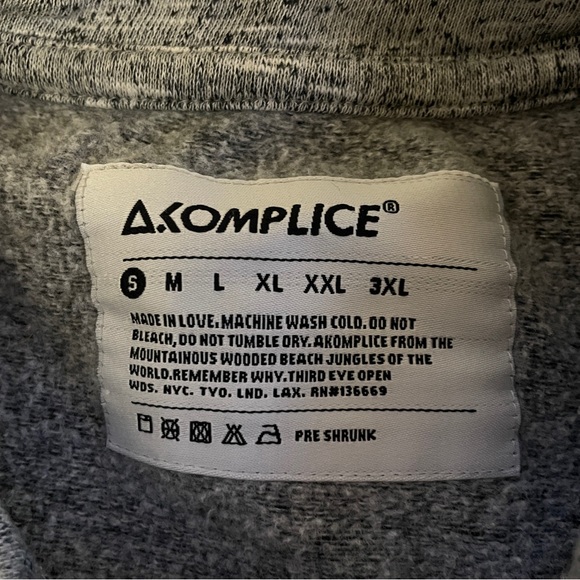 AKOMPLICE®
S M L XL XXL 3XL
MADE IN LOVE. MACHINE WASH COLD. DO NOT
BLEACH, DO NOT TUMBLE DRY. AKOMPLICE FROM THE
MOUNTAINOUS WOODED BEACH JUNGLES OF THE
WORLD.REMEMBER WHY.THIRD EYE OPEN
WDS. NYC. TYO. LND. LAX. RN#136669
PRE SHRUNK